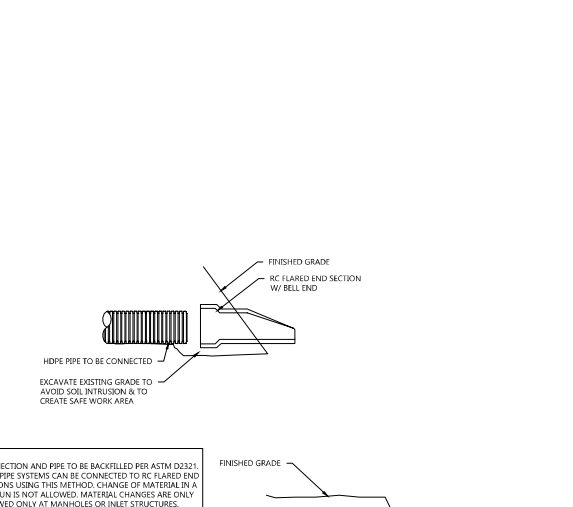 FINISHED GRADE
RC FLARED END SECTION
W/ BELL END
HDPE PIPE TO BE CONNECTED
EXCAVATE EXISTING GRADE TO
AVOID SOIL INTRUSION & TO
CREATE SAFE WORK AREA
ECTION AND PIPE TO BE BACKFILLED PER ASTM D2321.
PIPE SYSTEMS CAN BE CONNECTED TO RC FLARED END
ONS USING THIS METHOD. CHANGE OF MATERIAL IN A
UN IS NOT ALLOWED. MATERIAL CHANGES ARE ONLY
WED ONLY AT MANHOLES OR INLET STRUCTURES.
FINISHED GRADE